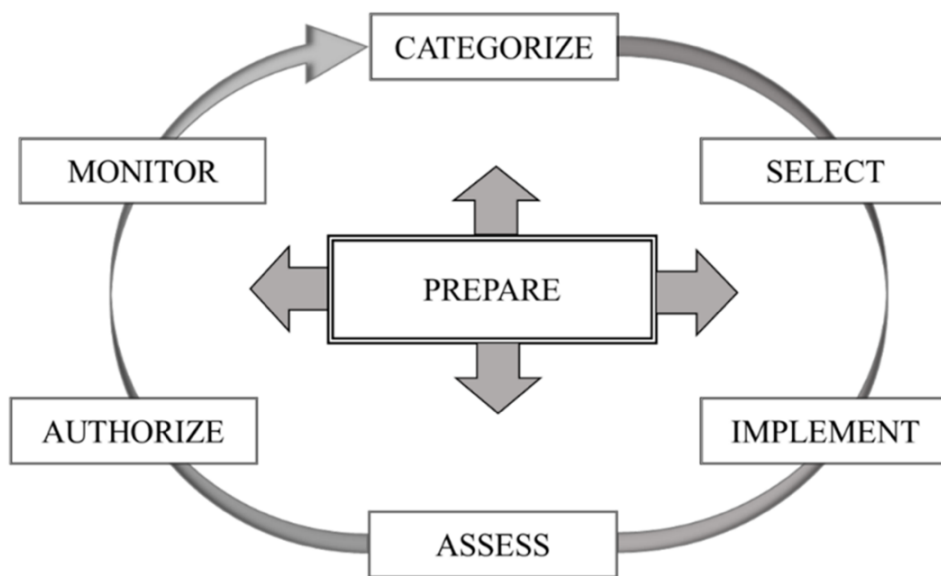 CATEGORIZE
MONITOR
SELECT
PREPARE
AUTHORIZE
IMPLEMENT
ASSESS